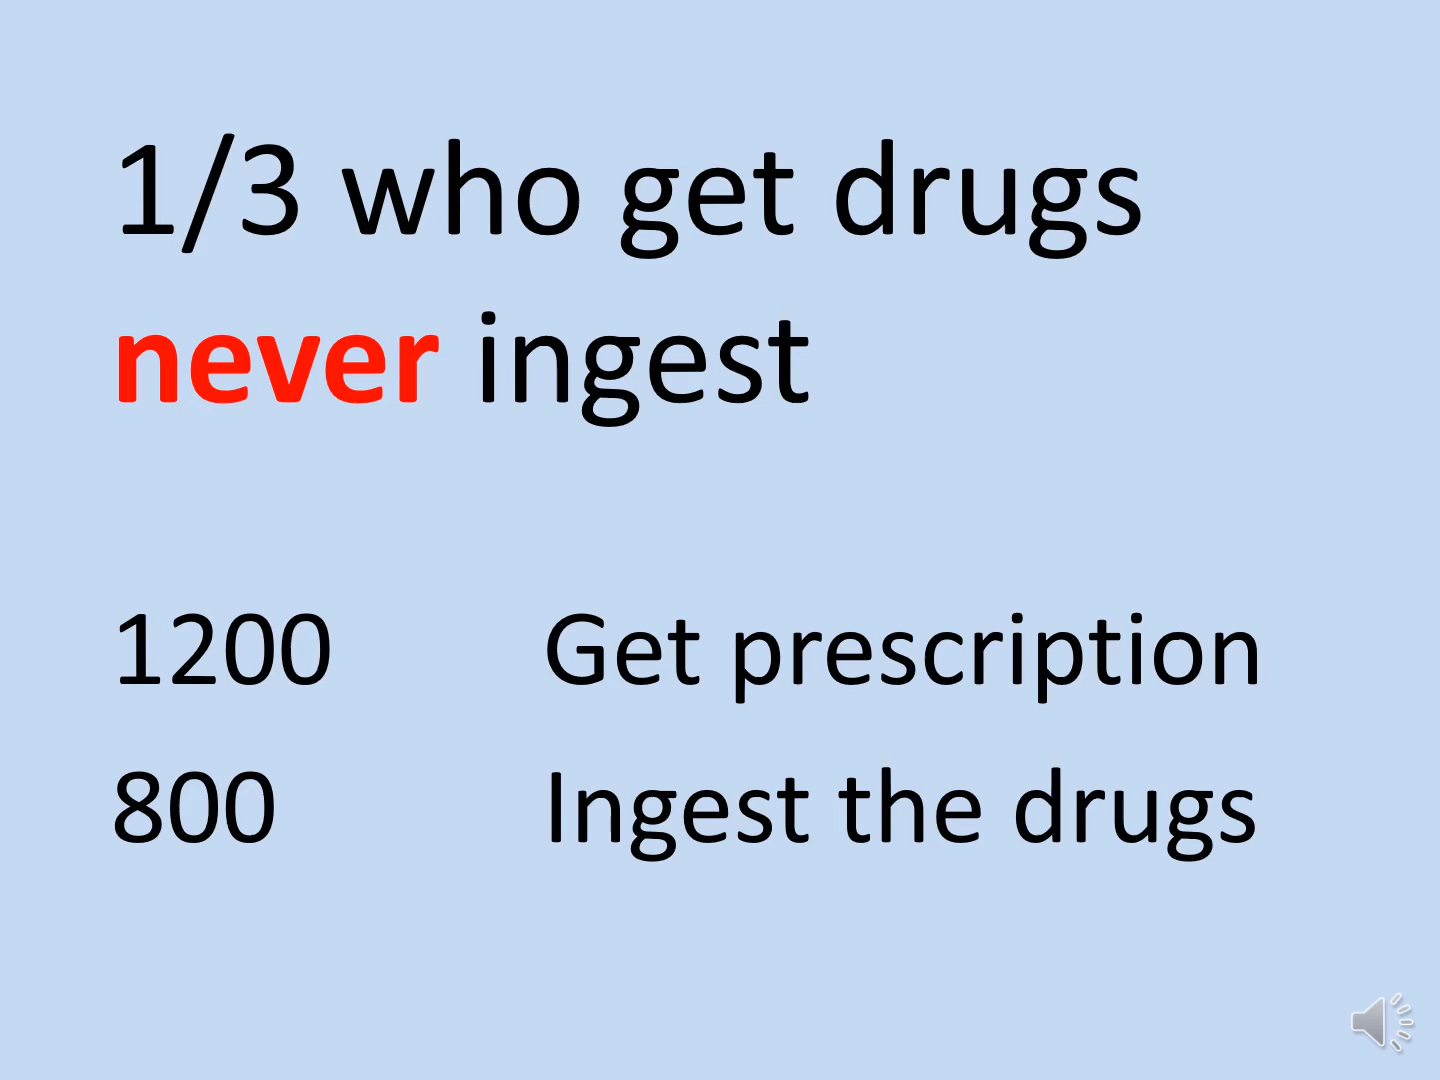 1/3 who get drugs
never ingest
1200 Get prescription
800 Ingest the drugs